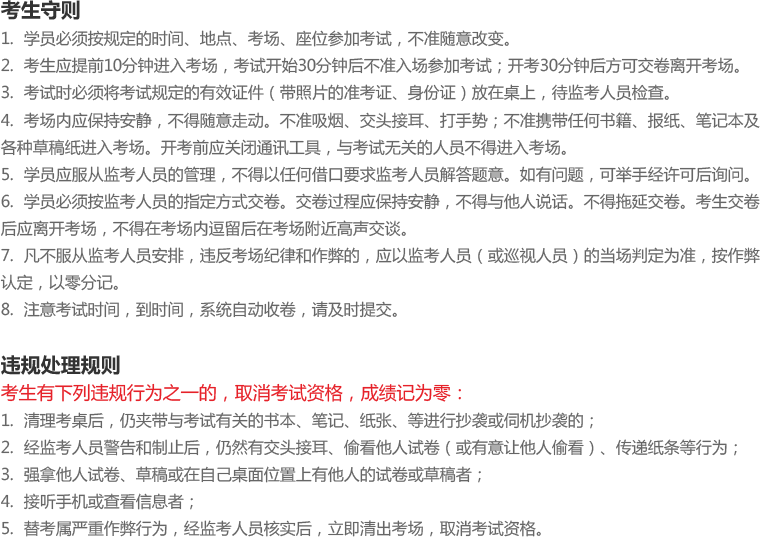 考生守则
1. 学员必须按规定的时间、地点、考场、座位参加考试，不准随意改变。
2. 考生应提前10分钟进入考场，考试开始30分钟后不准入场参加考试；开考30分钟后方可交卷离开考场。
3. 考试时必须将考试规定的有效证件（带照片的准考证、身份证）放在桌上，待监考人员检查。
4. 考场内应保持安静，不得随意走动。不准吸烟、交头接耳、打手势；不准携带任何书籍、报纸、笔记本及
各种草稿纸进入考场。开考前应关闭通讯工具，与考试无关的人员不得进入考场。
5. 学员应服从监考人员的管理，不得以任何借口要求监考人员解答题意。如有问题，可举手经许可后询问。
6. 学员必须按监考人员的指定方式交卷。交卷过程应保持安静，不得与他人说话。不得拖延交卷。考生交卷
后应离开考场，不得在考场内逗留后在考场附近高声交谈。
7. 凡不服从监考人员安排，违反考场纪律和作弊的，应以监考人员（或巡视人员）的当场判定为准，按作弊
认定，以零分记。
8. 注意考试时间，到时间，系统自动收卷，请及时提交。
违规处理规则
考生有下列违规行为之一的，取消考试资格，成绩记为零：
1. 清理考桌后，仍夹带与考试有关的书本、笔记、纸张、等进行抄袭或伺机抄袭的；
2. 经监考人员警告和制止后，仍然有交头接耳、偷看他人试卷（或有意让他人偷看）、传递纸条等行为；
3. 强拿他人试卷、草稿或在自己桌面位置上有他人的试卷或草稿者；
4. 接听手机或查看信息者；
5. 替考属严重作弊行为，经监考人员核实后，立即清出考场，取消考试资格。